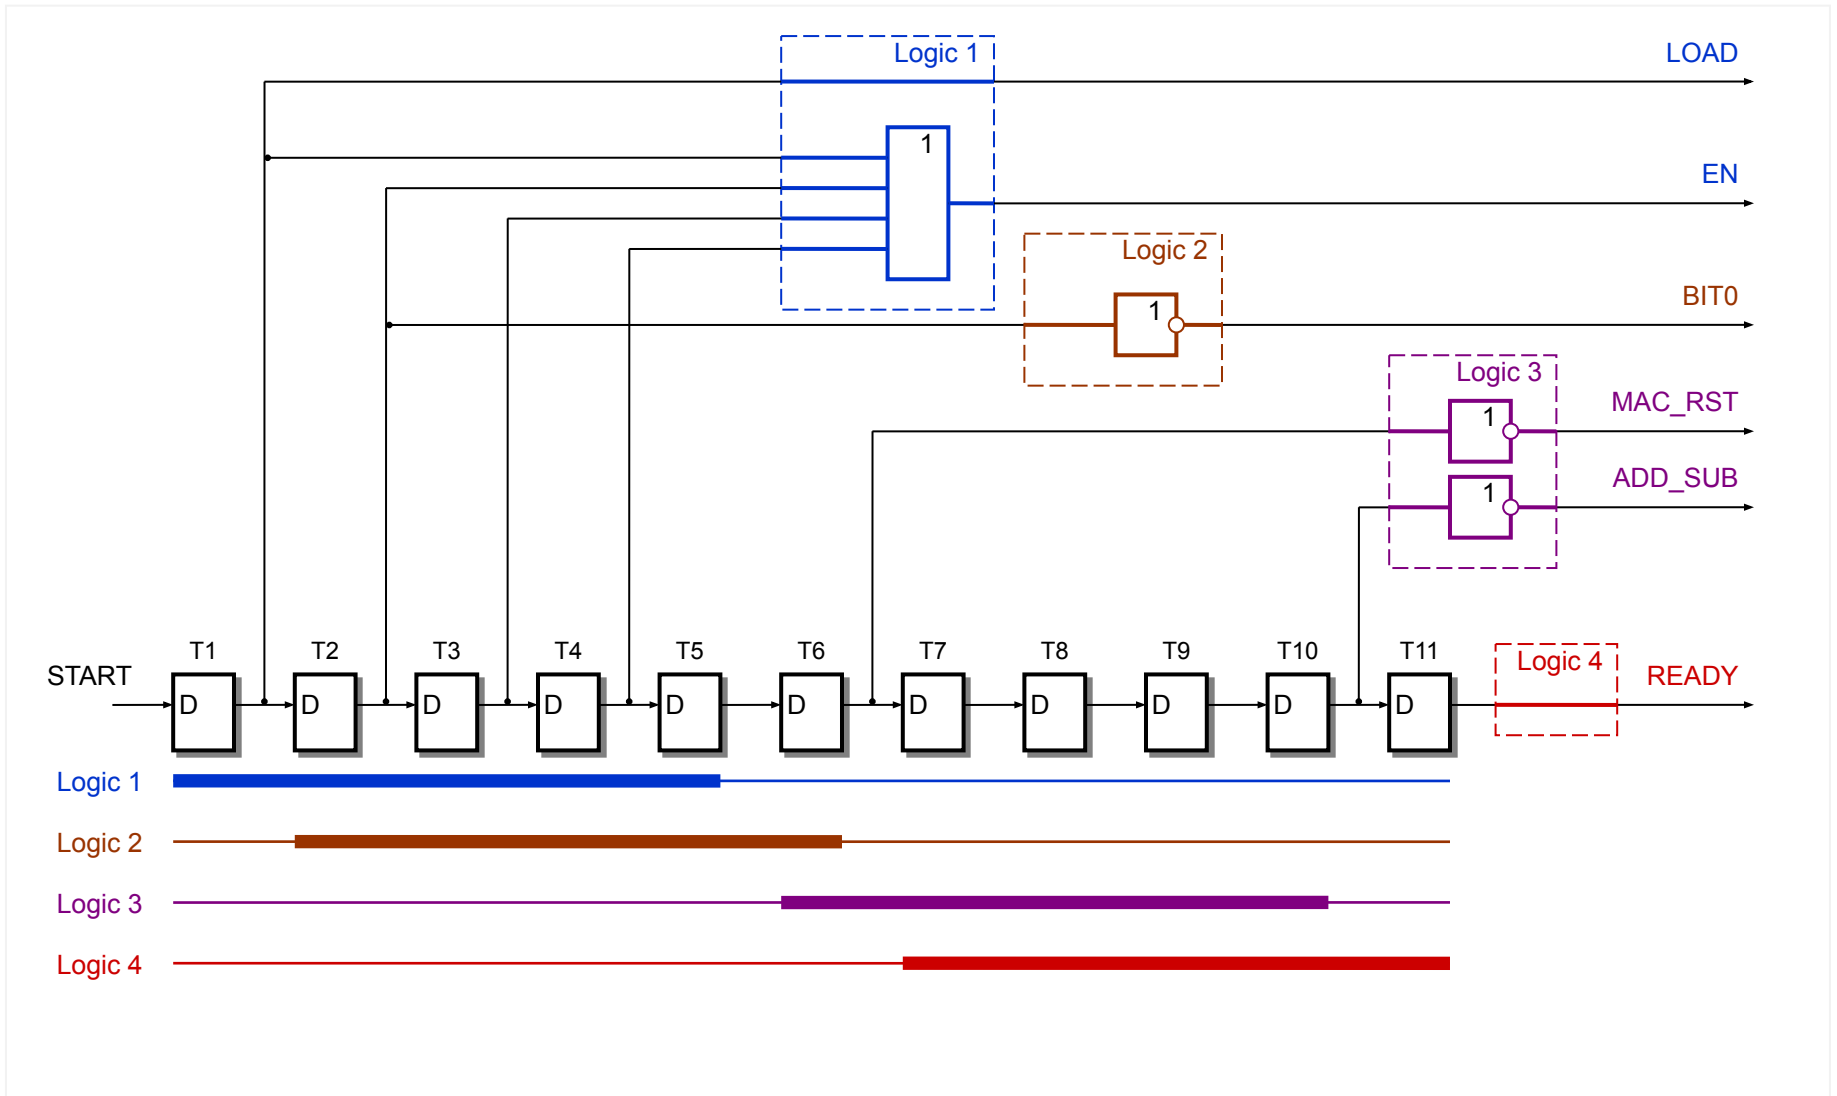 Logic 1
LOAD
1
EN
Logic 2
1
BIT0
Logic 3
1
MAC_RST
1
ADD_SUB
T1 T2 T3 T4 T5 T6 T7 T8 T9 T10 T11
START
Logic 4
READY
D D D D D D D D D D D
Logic 1
Logic 2
Logic 3
Logic 4